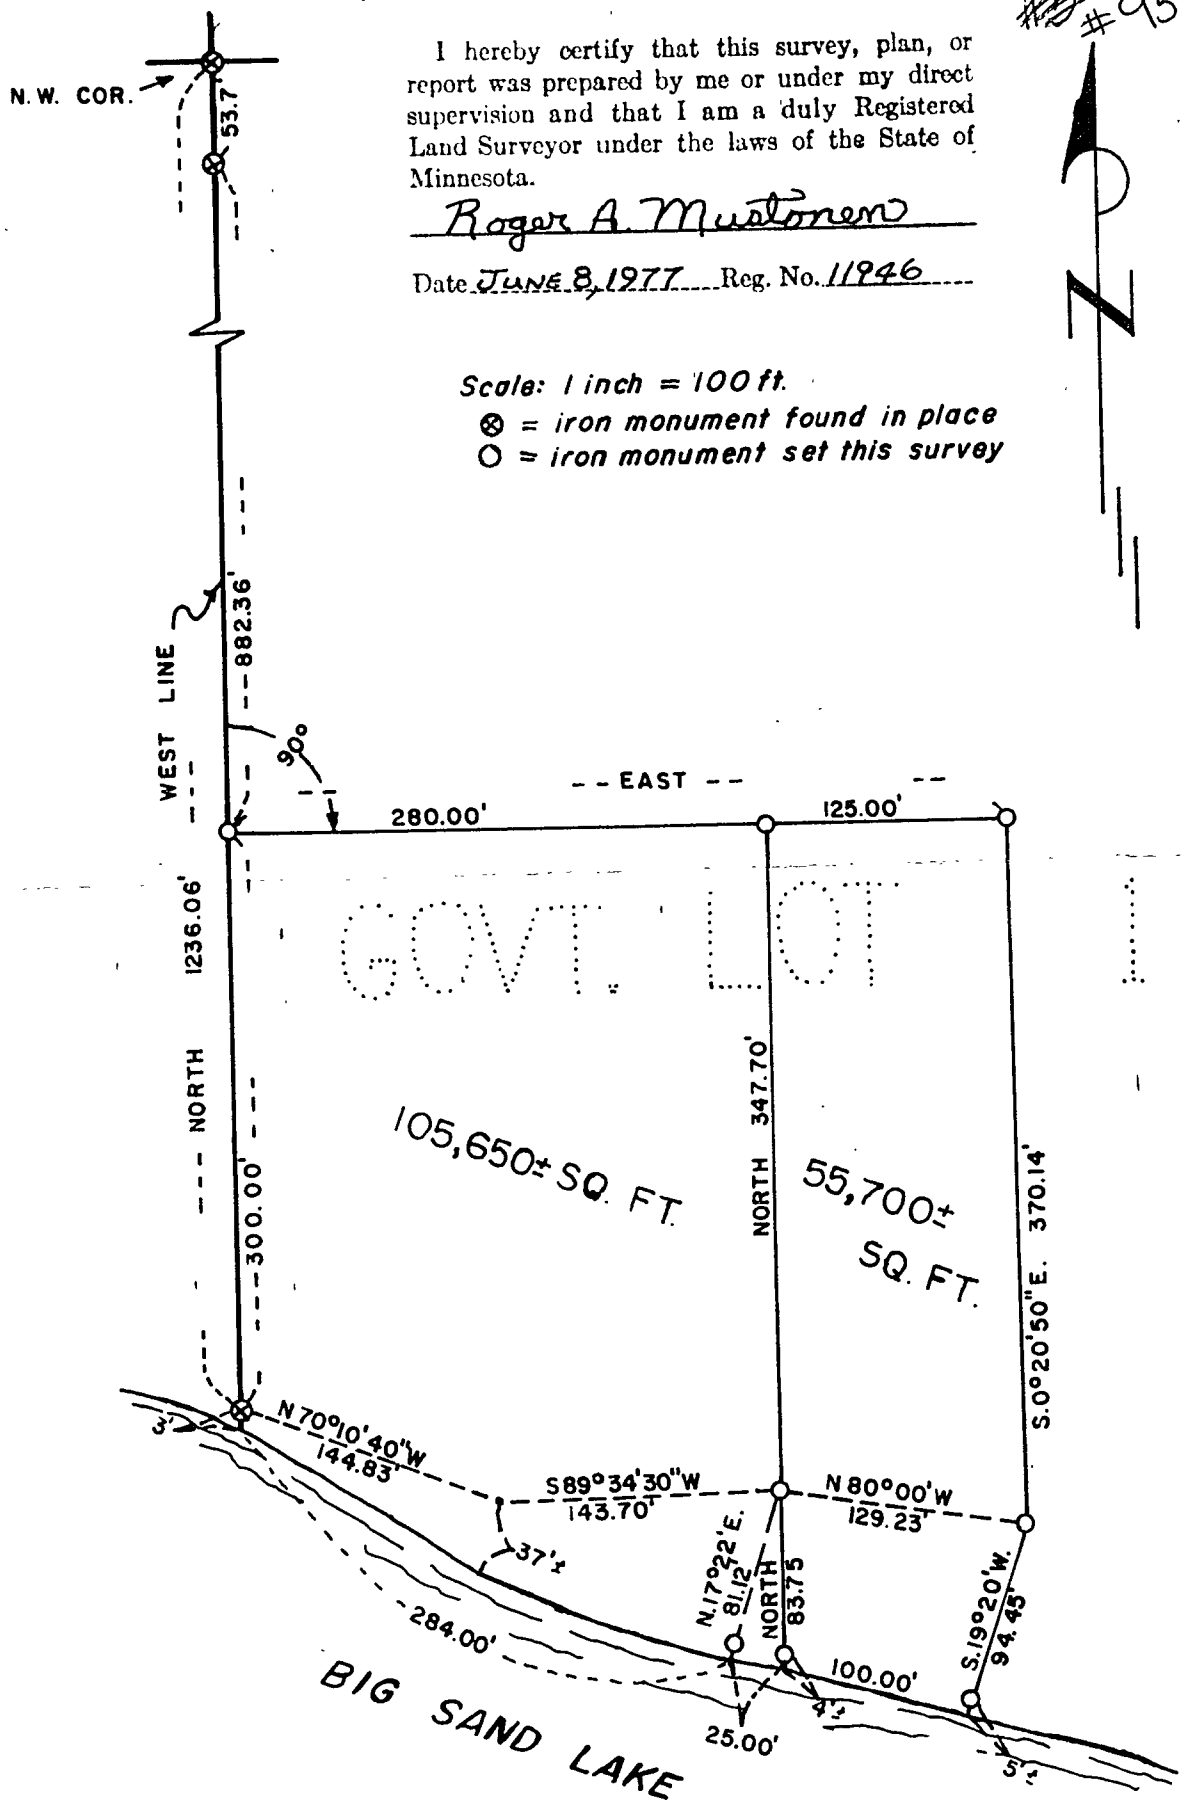 #95
N.W. COR.
53.7'
I hereby certify that this survey, plan, or
report was prepared by me or under my direct
supervision and that I am a duly Registered
Land Surveyor under the laws of the State of
Minnesota.
Roger A. Mustonen
Date JUNE 8, 1977 Reg. No. 11946
N
Scale: 1 inch = 100 ft.
⊗ = iron monument found in place
O = iron monument set this survey
WEST LINE
882.36'
90°
-- EAST --
280.00'
125.00'
NORTH 1236.06'
GOVT. LOT 1
300.00'
105,650± SQ. FT.
NORTH 347.70'
55,700±
SQ. FT.
S.0°20'50"E. 370.14'
3'
N 70°10'40"W
144.83'
S 89°34'30"W
143.70'
N 80°00'W
129.23'
37'±
N.17°22'E.
81.12'
NORTH
83.75
S.19°20'W.
94.45'
284.00'
100.00'
4'±
25.00'
5'±
BIG SAND LAKE